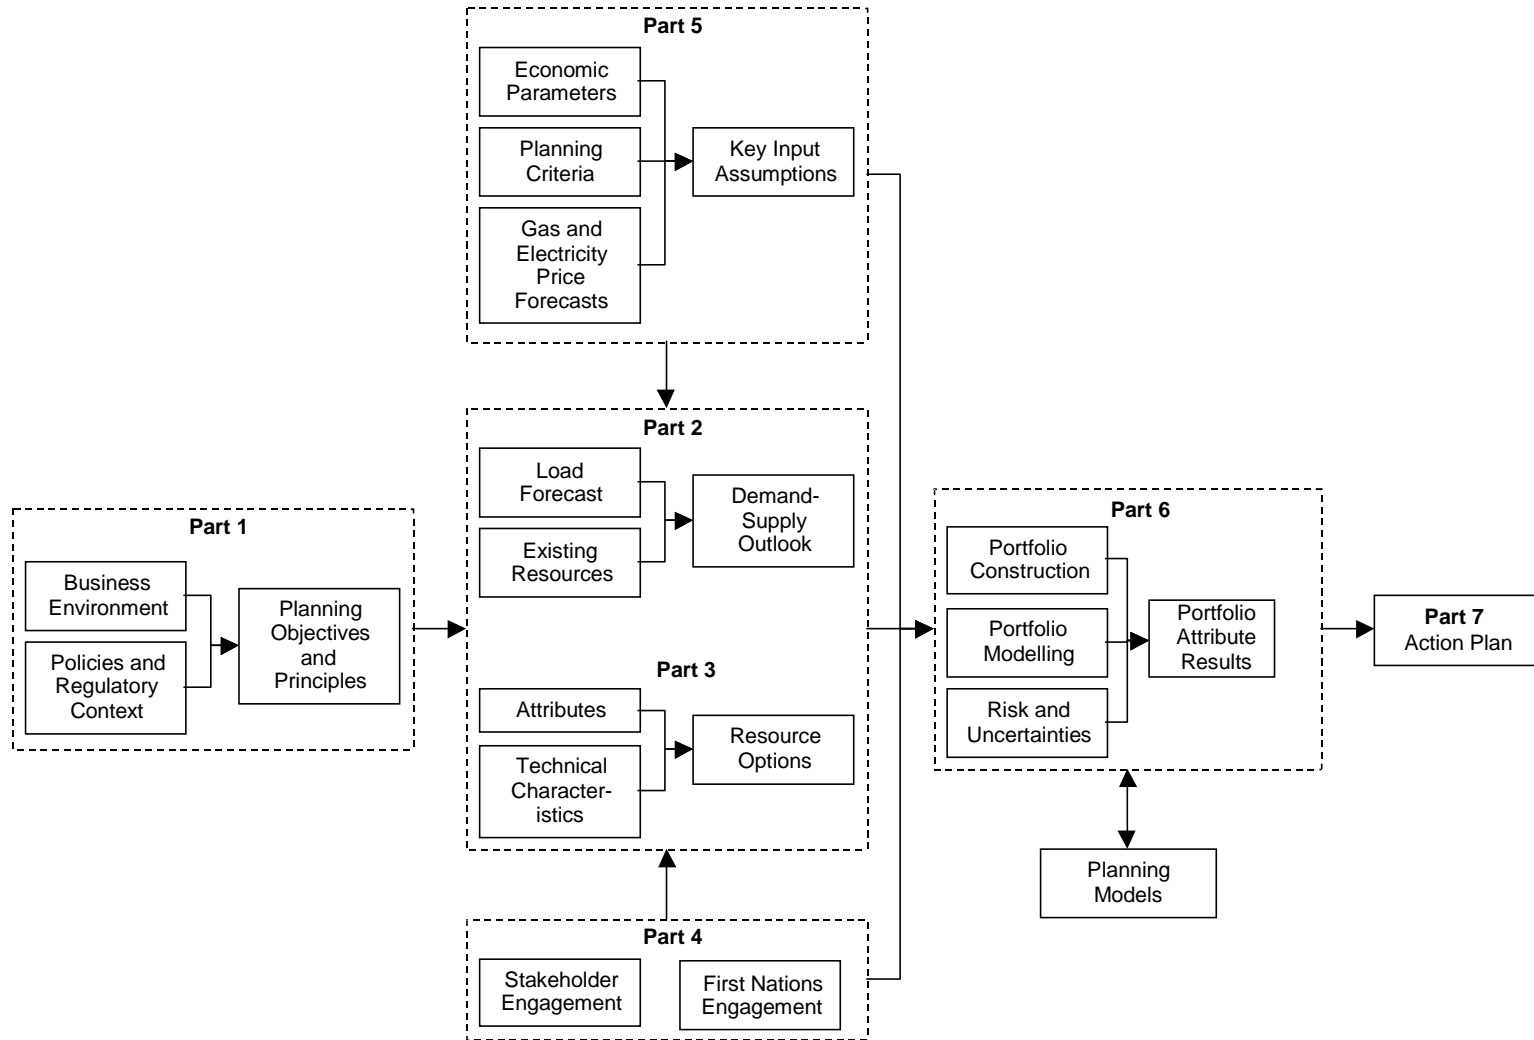 Part 5
Economic
Parameters
Planning
Criteria
Gas and
Electricity
Price
Forecasts
Key Input
Assumptions
Part 2
Load
Forecast
Existing
Resources
Demand-
Supply
Outlook
Part 1
Business
Environment
Policies and
Regulatory
Context
Planning
Objectives
and
Principles
Part 3
Attributes
Technical
Character-
istics
Resource
Options
Part 4
Stakeholder
Engagement
First Nations
Engagement
Part 6
Portfolio
Construction
Portfolio
Modelling
Risk and
Uncertainties
Portfolio
Attribute
Results
Part 7
Action Plan
Planning
Models